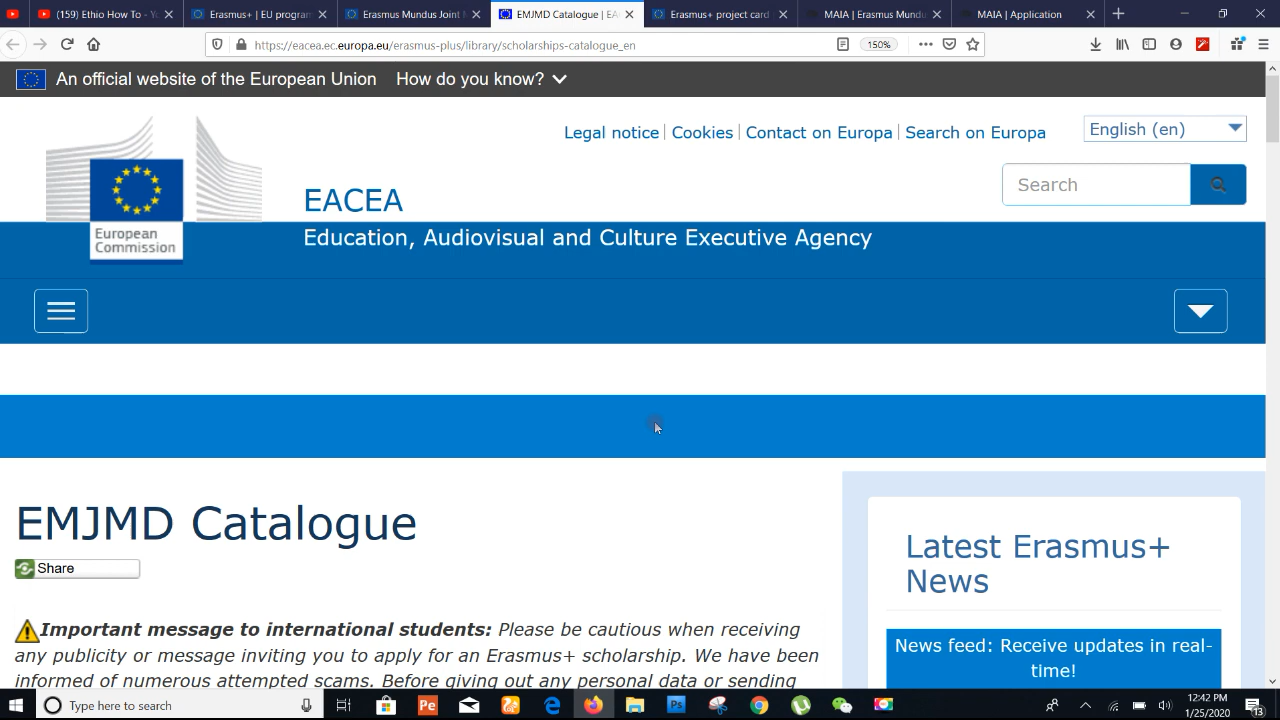 (159) Ethio How To - Y
Erasmus+ | EU program
Erasmus Mundus Joint M
EMJMD Catalogue | EA
Erasmus+ project card
MAIA | Erasmus Mundu
MAIA | Application
https://eacea.ec.europa.eu/erasmus-plus/library/scholarships-catalogue_en
150%
An official website of the European Union How do you know?
Legal notice | Cookies | Contact on Europa | Search on Europa
English (en)
Search
European
Commission
EACEA
Education, Audiovisual and Culture Executive Agency
EMJMD Catalogue
Share
Important message to international students: Please be cautious when receiving
any publicity or message inviting you to apply for an Erasmus+ scholarship. We have been
informed of numerous attempted scams. Before giving out any personal data or sending
Latest Erasmus+
News
News feed: Receive updates in real-
time!
Type here to search
Pe
Ps
12:42 PM
1/25/2020
13